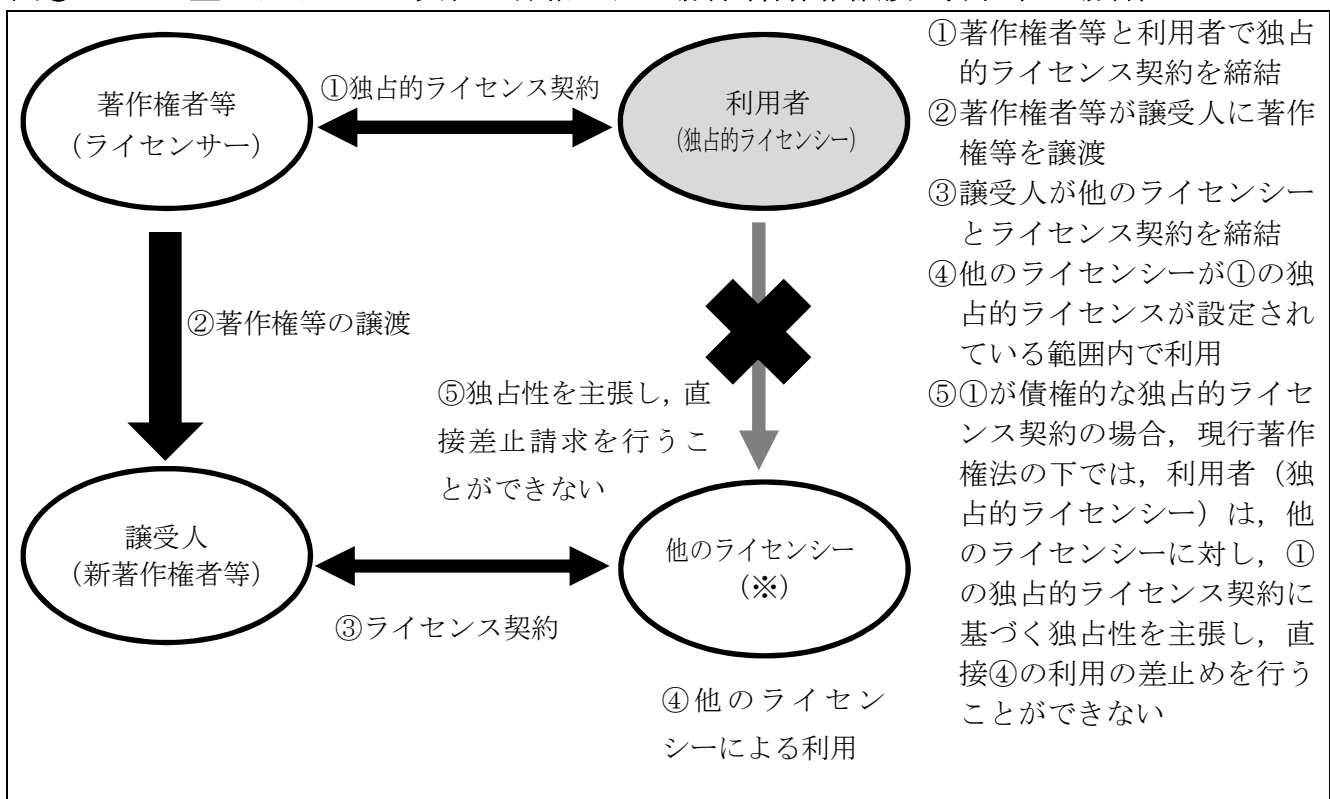 著作権者等
(ライセンサー)
①独占的ライセンス契約
利用者
(独占的ライセンシー)
②著作権等の譲渡
⑤独占性を主張し，直
接差止請求を行うこ
とができない
譲受人
(新著作権者等)
③ライセンス契約
他のライセンシー
(※)
④他のライセン
シーによる利用
①著作権者等と利用者で独占
的ライセンス契約を締結
②著作権者等が譲受人に著作
権等を譲渡
③譲受人が他のライセンシー
とライセンス契約を締結
④他のライセンシーが①の独
占的ライセンスが設定され
ている範囲内で利用
⑤①が債権的な独占的ライセ
ンス契約の場合，現行著作
権法の下では，利用者（独
占的ライセンシー）は，他
のライセンシーに対し，①
の独占的ライセンス契約に
基づく独占性を主張し，直
接④の利用の差止めを行う
ことができない